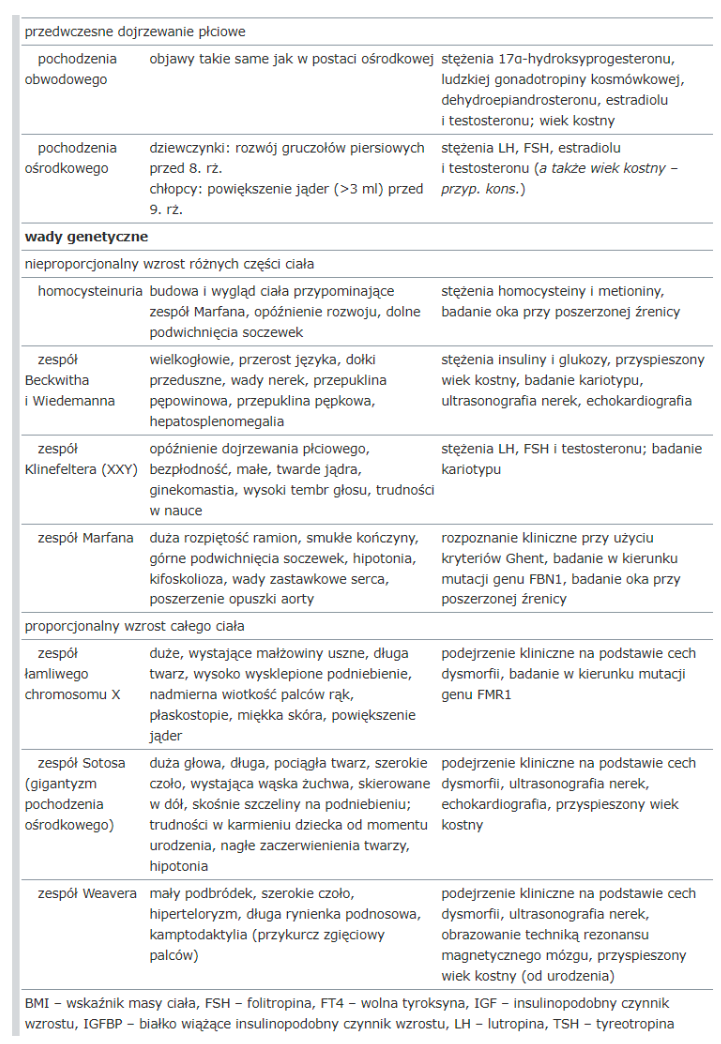 przedwczesne dojrzewanie płciowe
pochodzenia obwodowego
objawy takie same jak w postaci ośrodkowej
stężenia 17α-hydroksyprogesteronu,
ludzkiej gonadotropiny kosmówkowej,
dehydroepiandrosteronu, estradiolu
i testosteronu; wiek kostny
pochodzenia
ośrodkowego
dziewczynki: rozwój gruczołów piersiowych
przed 8. rż.
chłopcy: powiększenie jąder (>3 ml) przed
9. rż.
stężenia LH, FSH, estradiolu
i testosteronu (a także wiek kostny –
przyp. kons.)
wady genetyczne
nieproporcjonalny wzrost różnych części ciała
homocysteinuria
budowa i wygląd ciała przypominające
zespół Marfana, opóźnienie rozwoju, dolne
podwichnięcia soczewek
stężenia homocysteiny i metioniny,
badanie oka przy poszerzonej źrenicy
zespół
Beckwitha
i Wiedemanna
wielkogłowie, przerost języka, dołki
przeduszne, wady nerek, przepuklina
pępowinowa, przepuklina pępkowa,
hepatosplenomegalia
stężenia insuliny i glukozy, przyspieszony
wiek kostny, badanie kariotypu,
ultrasonografia nerek, echokardiografia
zespół
Klinefeltera (XXY)
opóźnienie dojrzewania płciowego,
bezpłodność, małe, twarde jądra,
ginekomastia, wysoki tembr głosu, trudności
w nauce
stężenia LH, FSH i testosteronu; badanie
kariotypu
zespół Marfana
duża rozpiętość ramion, smukłe kończyny,
górne podwichnięcia soczewek, hipotonia,
kifoskolioza, wady zastawkowe serca,
poszerzenie opuszki aorty
rozpoznanie kliniczne przy użyciu
kryteriów Ghent, badanie w kierunku
mutacji genu FBN1, badanie oka przy
poszerzonej źrenicy
proporcjonalny wzrost całego ciała
zespół
łamliwego
chromosomu X
duże, wystające małżowiny uszne, długa
twarz, wysoko wysklepione podniebienie,
nadmierna wiotkość palców rąk,
płaskostopie, miękka skóra, powiększenie
jąder
podejrzenie kliniczne na podstawie cech
dysmorfii, badanie w kierunku mutacji
genu FMR1
zespół Sotosa
(gigantyzm
pochodzenia
ośrodkowego)
duża głowa, długa, pociągła twarz, szerokie
czoło, wystająca wąska żuchwa, skierowane
w dół, skośnie szczeliny na podniebieniu;
trudności w karmieniu dziecka od momentu
urodzenia, nagłe zaczerwienienia twarzy,
hipotonia
podejrzenie kliniczne na podstawie cech
dysmorfii, ultrasonografia nerek,
echokardiografia, przyspieszony wiek
kostny
zespół Weavera
mały podbródek, szerokie czoło,
hiperteloryzm, długa rynienka podnosowa,
kamptodaktylia (przykurcz zgięciowy
palców)
podejrzenie kliniczne na podstawie cech
dysmorfii, ultrasonografia nerek,
obrazowanie techniką rezonansu
magnetycznego mózgu, przyspieszony
wiek kostny (od urodzenia)
BMI – wskaźnik masy ciała, FSH – folitropina, FT4 – wolna tyroksyna, IGF – insulinopodobny czynnik
wzrostu, IGFBP – białko wiążące insulinopodobny czynnik wzrostu, LH – lutropina, TSH – tyreotropina